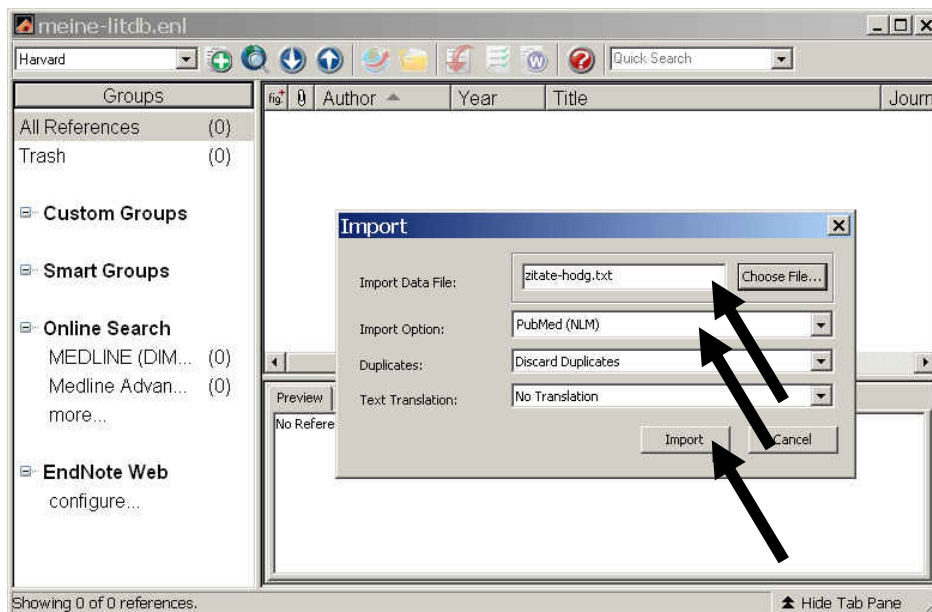 meine-litdb.enl
Harvard
Quick Search
Groups
fig Author Year Title Journ
All References (0)
Trash (0)
Custom Groups
Smart Groups
Online Search
MEDLINE (DIM... (0)
Medline Advan... (0)
more...
EndNote Web
configure...
Import
Import Data File: zitate-hodg.txt Choose File...
Import Option: PubMed (NLM)
Duplicates: Discard Duplicates
Text Translation: No Translation
Import Cancel
Preview
No Refere
Showing 0 of 0 references.
Hide Tab Pane